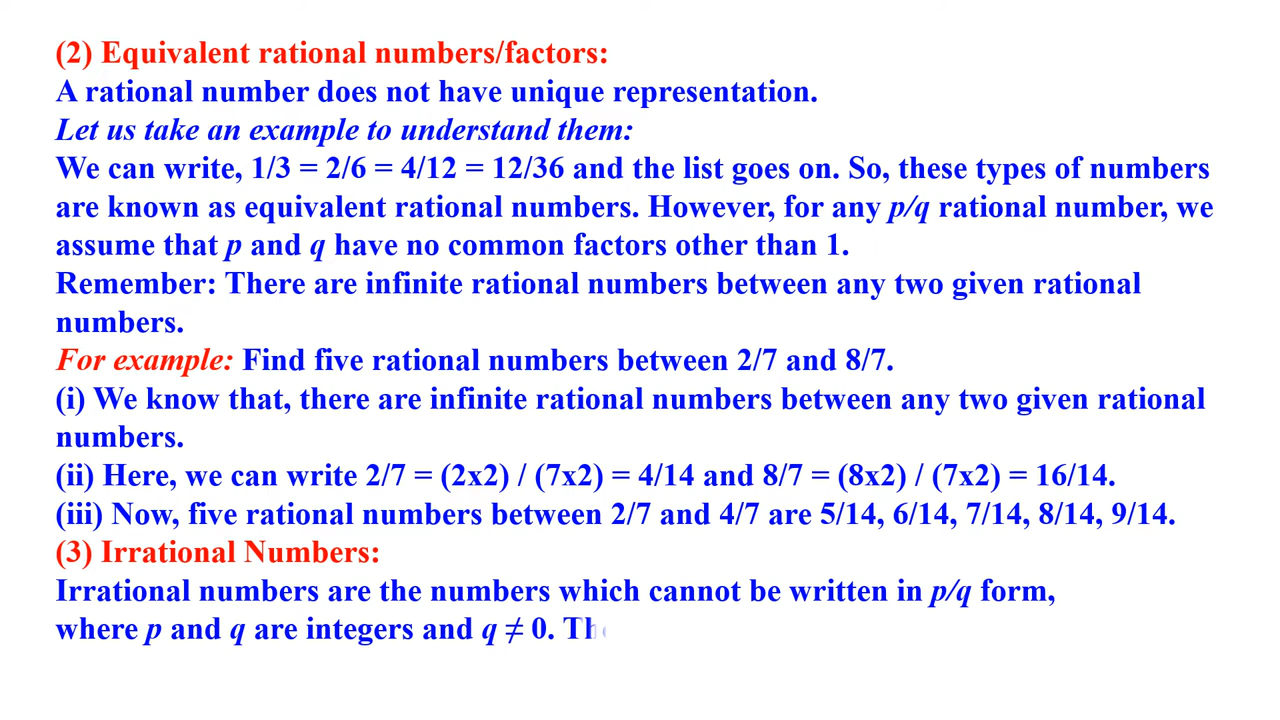 (2) Equivalent rational numbers/factors:
A rational number does not have unique representation.
Let us take an example to understand them:
We can write, 1/3 = 2/6 = 4/12 = 12/36 and the list goes on. So, these types of numbers
are known as equivalent rational numbers. However, for any p/q rational number, we
assume that p and q have no common factors other than 1.
Remember: There are infinite rational numbers between any two given rational
numbers.
For example: Find five rational numbers between 2/7 and 8/7.
(i) We know that, there are infinite rational numbers between any two given rational
numbers.
(ii) Here, we can write 2/7 = (2x2) / (7x2) = 4/14 and 8/7 = (8x2) / (7x2) = 16/14.
(iii) Now, five rational numbers between 2/7 and 4/7 are 5/14, 6/14, 7/14, 8/14, 9/14.
(3) Irrational Numbers:
Irrational numbers are the numbers which cannot be written in p/q form,
where p and q are integers and q ≠ 0.